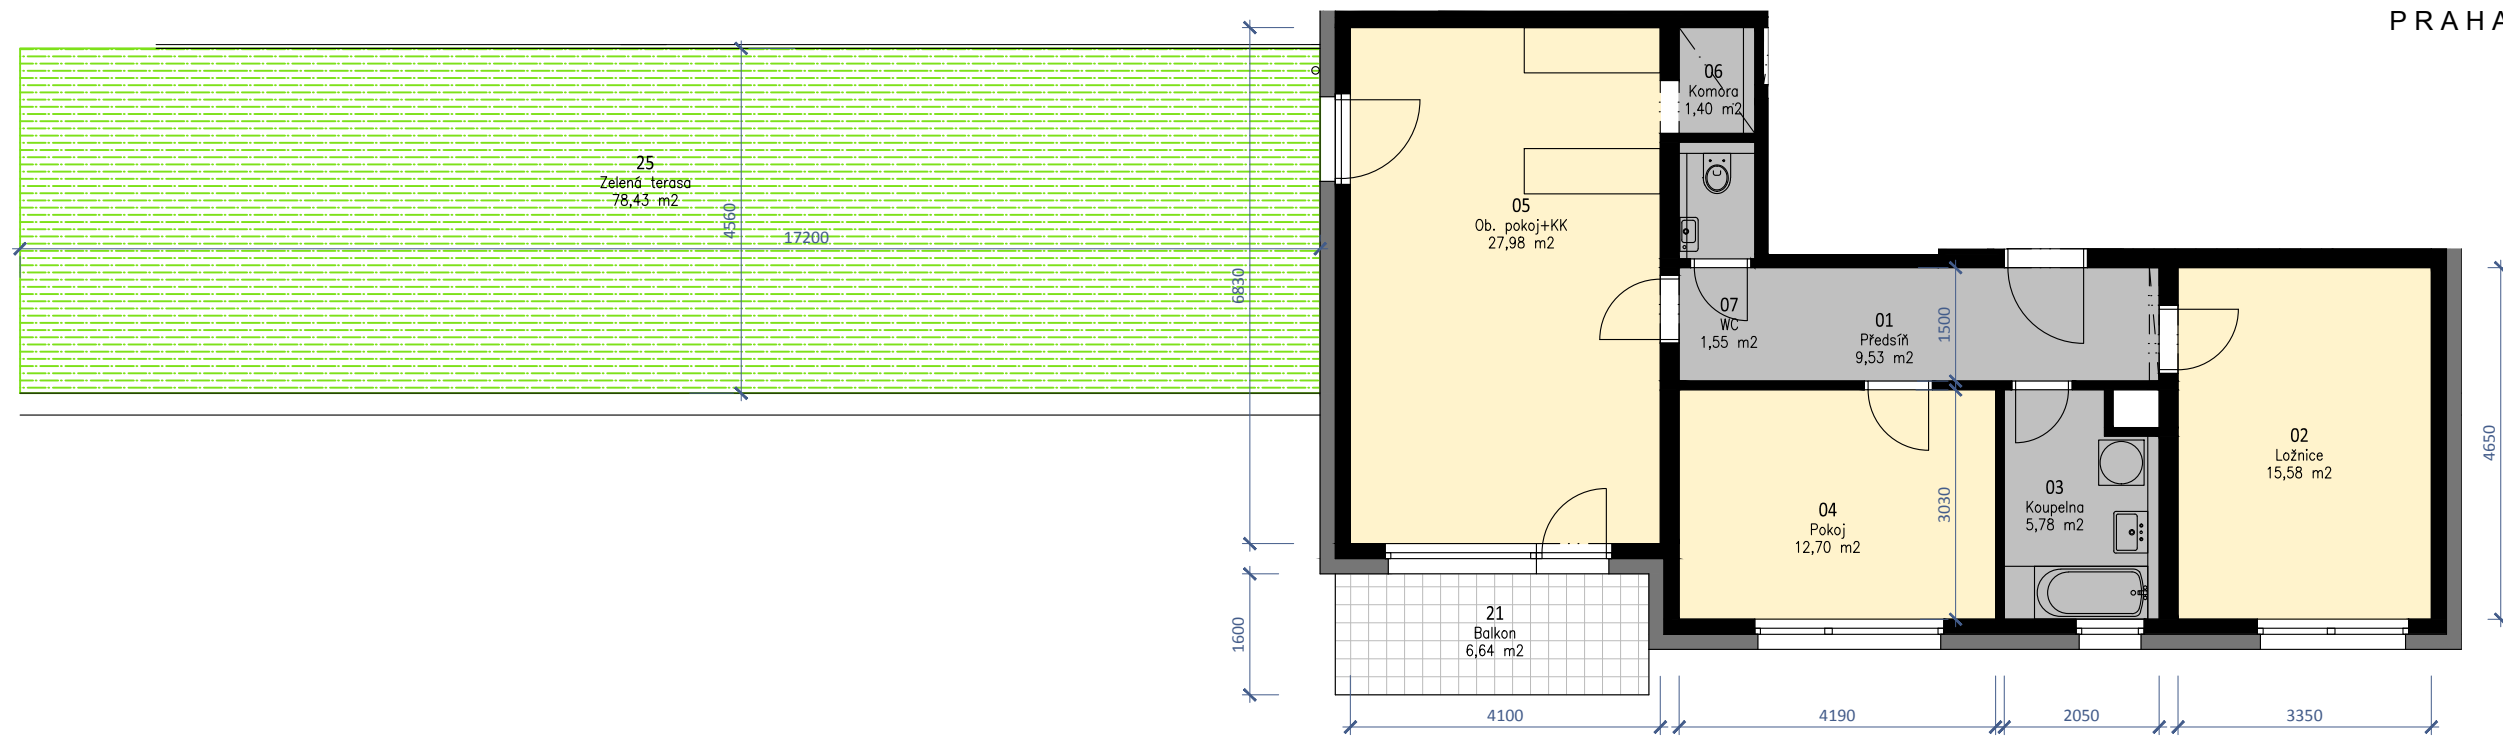 PRAHA
25
Zelená terasa
78,43 m2
4560
17200
6830
1600
05
Ob. pokoj+KK
27,98 m2
06
Komora
1,40 m2
07
WC
1,55 m2
01
Předsíň
9,53 m2
1500
04
Pokoj
12,70 m2
3030
03
Koupelna
5,78 m2
02
Ložnice
15,58 m2
4650
21
Balkon
6,64 m2
4100
4190
2050
3350